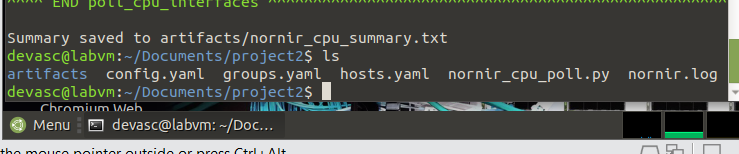 ^^^^ END poll_cpu_interfaces ^^^^^^^^^^^^^^^^^^^^^^^^^^^^^^^^^^^^^^^^^^^^^^^^^^^
Summary saved to artifacts/nornir_cpu_summary.txt
devasc@labvm:~/Documents/project2$ ls
artifacts config.yaml groups.yaml hosts.yaml nornir_cpu_poll.py nornir.log
devasc@labvm:~/Documents/project2$
Chromium Web
Menu devasc@labvm: ~/Doc...
the mouse pointer outside or press Ctrl+Alt.